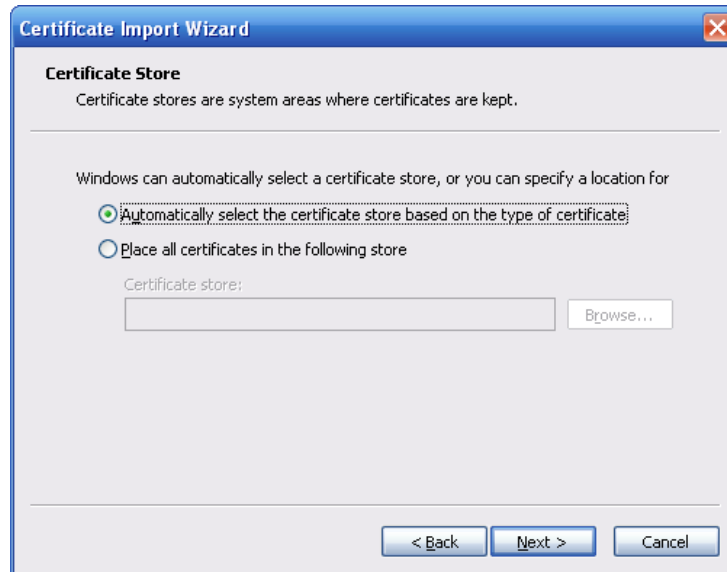 Certificate Import Wizard
Certificate Store
Certificate stores are system areas where certificates are kept.
Windows can automatically select a certificate store, or you can specify a location for
Automatically select the certificate store based on the type of certificate
Place all certificates in the following store
Certificate store:
Browse...
< Back Next > Cancel